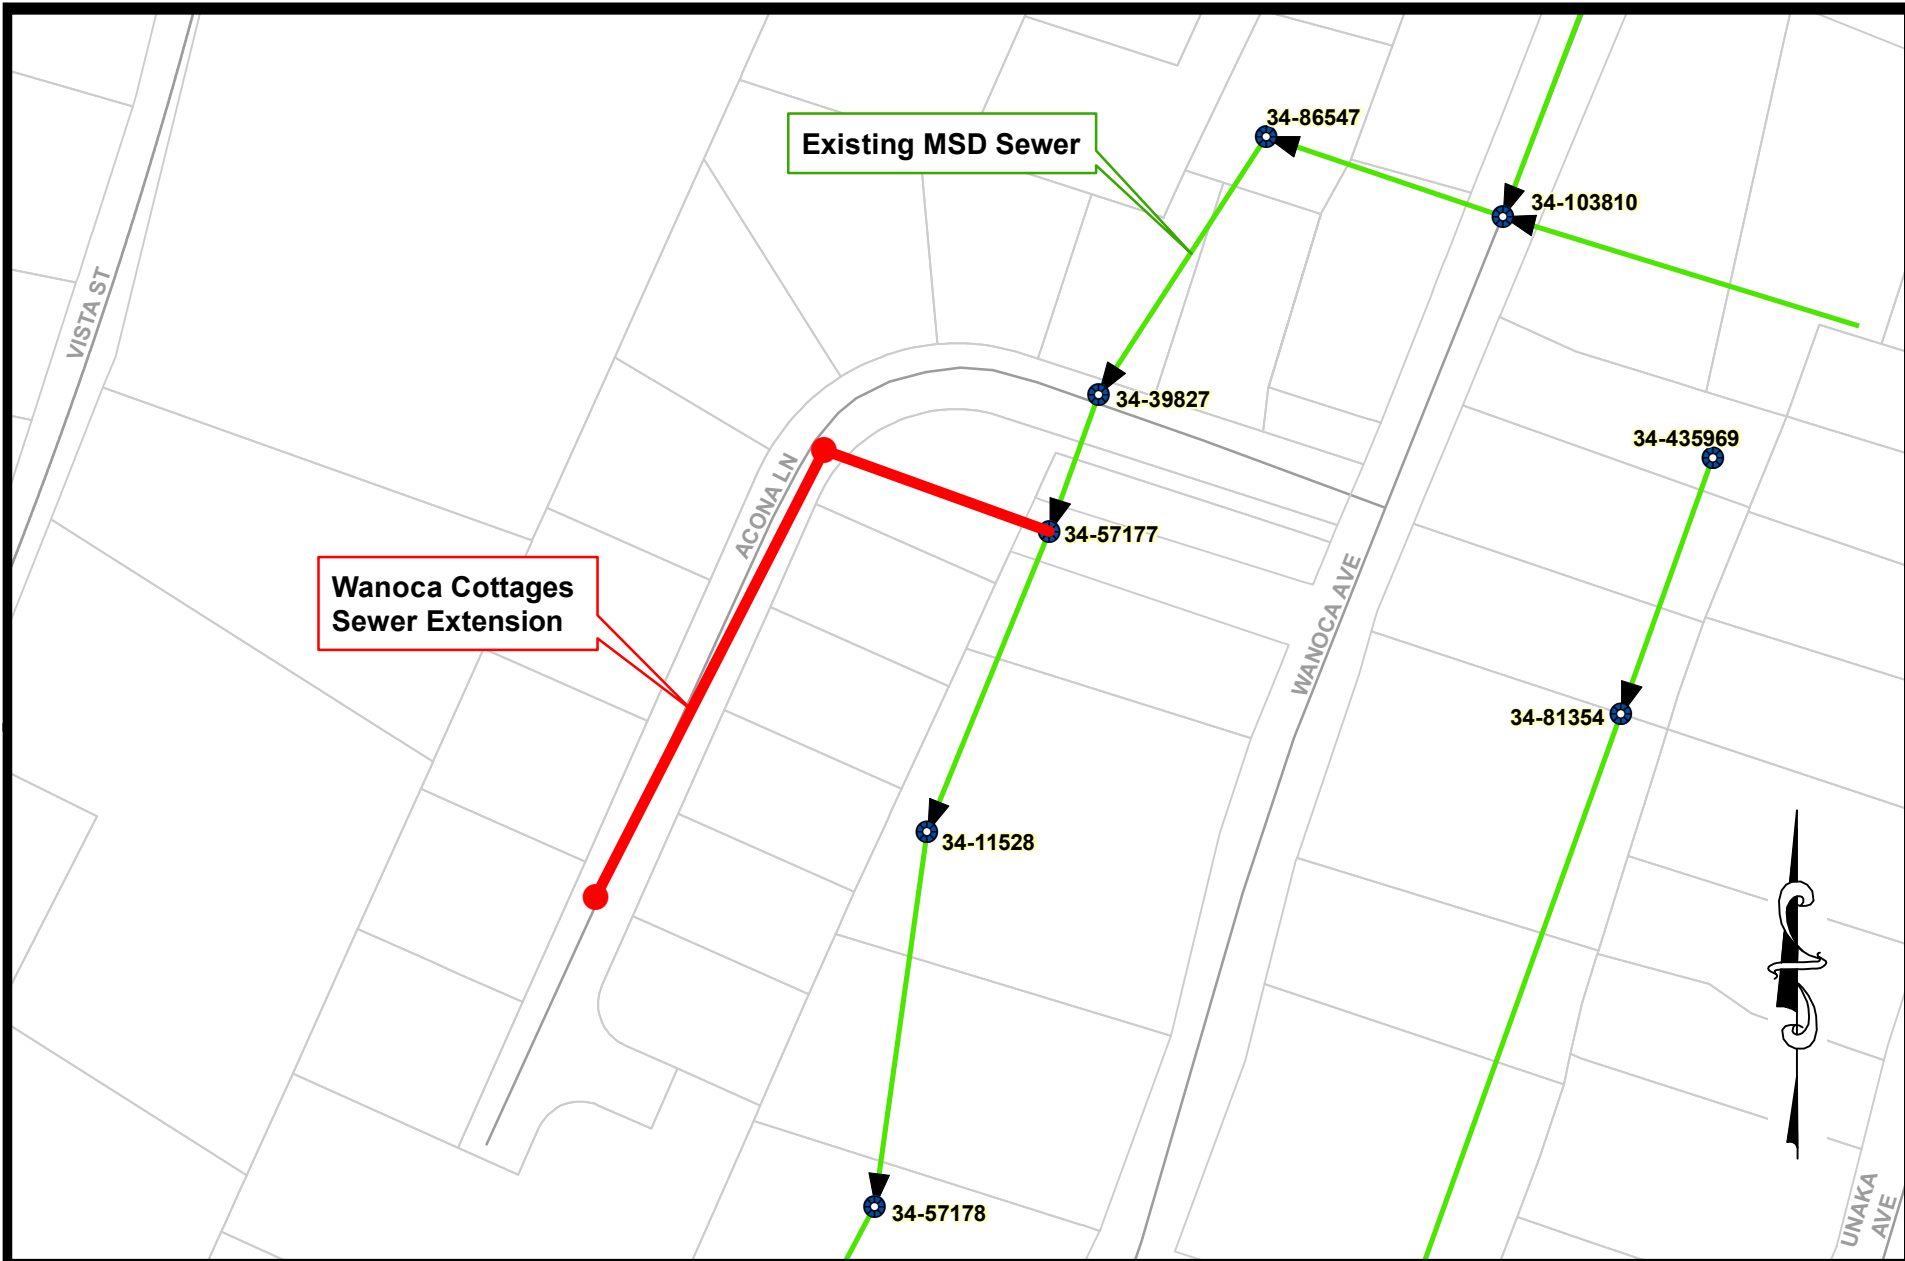 34-86547
Existing MSD Sewer
34-103810
VISTA ST
34-39827
34-435969
ACONA LN
34-57177
Wanoca Cottages
Sewer Extension
WANOCA AVE
34-81354
34-11528
34-57178
UNAKA
AVE